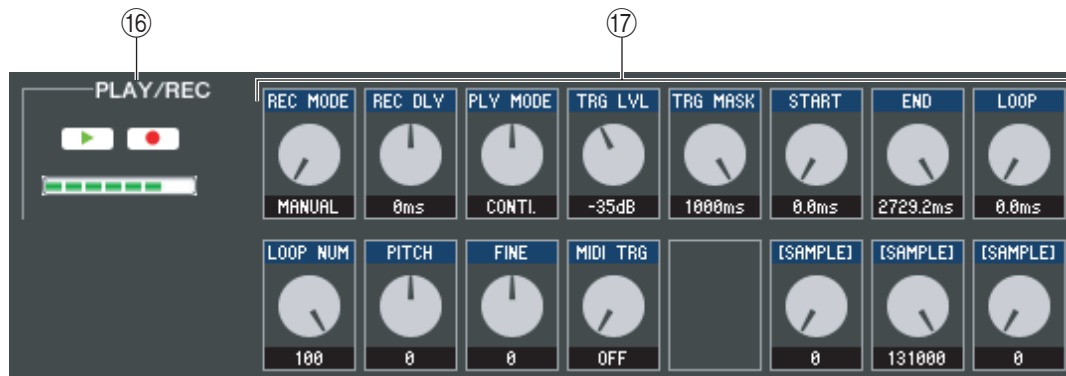 ⑯ ⑰
PLAY/REC
REC MODE REC DLY PLY MODE TRG LVL TRG MASK START END LOOP
MANUAL 0ms CONTI. -35dB 1000ms 0.0ms 2729.2ms 0.0ms
LOOP NUM PITCH FINE MIDI TRG [SAMPLE] [SAMPLE] [SAMPLE]
100 0 0 OFF 0 131000 0